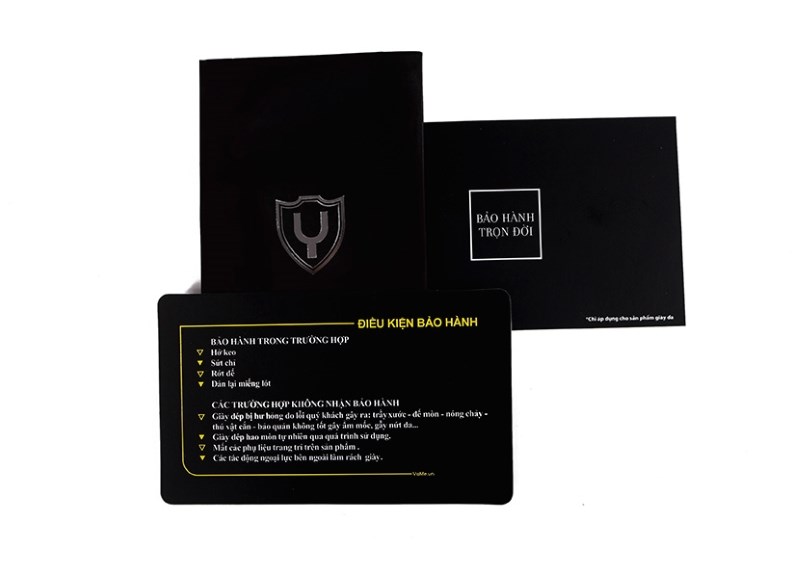 BẢO HÀNH
TRỌN ĐỜI
*Chỉ áp dụng cho sản phẩm giày da
ĐIỀU KIỆN BẢO HÀNH
BẢO HÀNH TRONG TRƯỜNG HỢP
Hở keo
Sứt chỉ
Rớt đế
Dán lại miếng lót
CÁC TRƯỜNG HỢP KHÔNG NHẬN BẢO HÀNH
Giày dép bị hư hỏng do lỗi quý khách gây ra: trầy xước - đế mòn - nóng chảy -
thú vật cắn - bảo quản không tốt gây ẩm mốc, gãy nứt da...
Giày dép hao mòn tự nhiên qua quá trình sử dụng.
Mất các phụ liệu trang trí trên sản phẩm .
Các tác động ngoại lực bên ngoài làm rách giày.